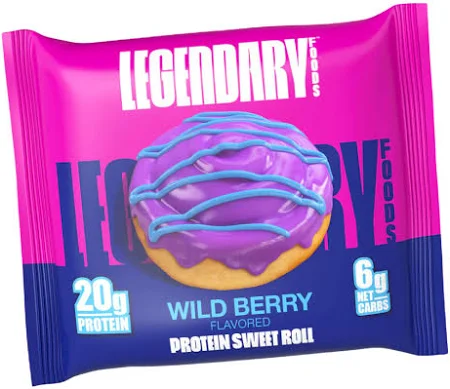 LEGENDARY
FOODS
LEGENDARY
FOODS
20g
PROTEIN
WILD BERRY
FLAVORED
PROTEIN SWEET ROLL
6g
NET
CARBS